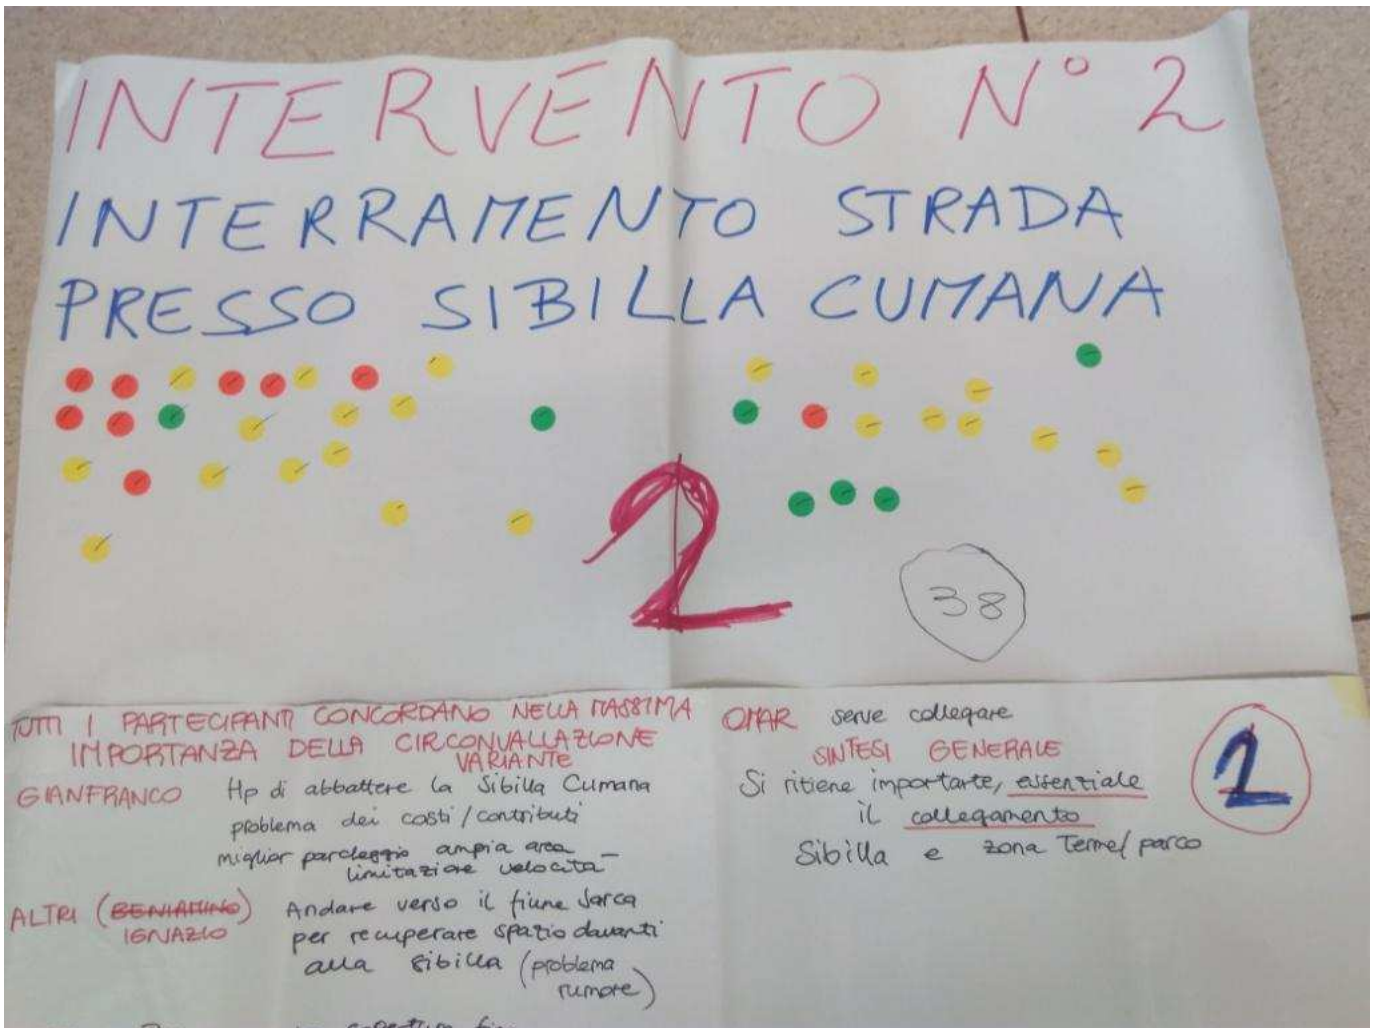 INTERVENTO N° 2
INTERRAMENTO STRADA
PRESSO SIBILLA CUMANA
2
38
TUTTI I PARTECIPANTI CONCORDANO NELLA MASSIMA
IMPORTANZA DELLA CIRCONVALLAZIONE
VARIANTE
GIANFRANCO Hp di abbattere la Sibilla Cumana
problema dei costi/contributi
miglior parcheggio ampia area
limitazione velocità
ALTRI (BENIAMINO) Andare verso il fiume Sarca
IGNAZIO per recuperare spazio davanti
alla sibilla (problema
rumore)
OMAR serve collegare
SINTESI GENERALE
Si ritiene importante, essenziale
il collegamento
Sibilla e zona Terme/parco
2